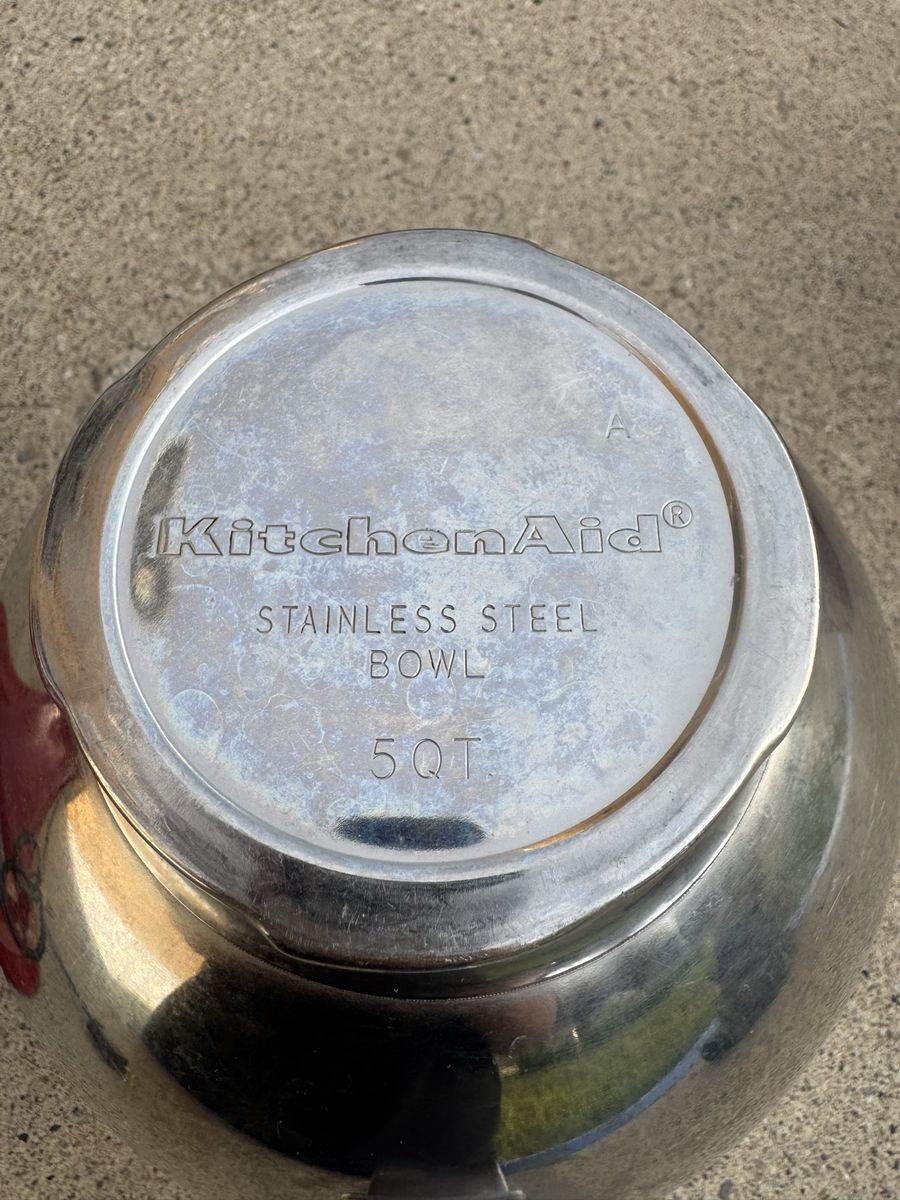 A
KitchenAid®
STAINLESS STEEL
BOWL
5QT.